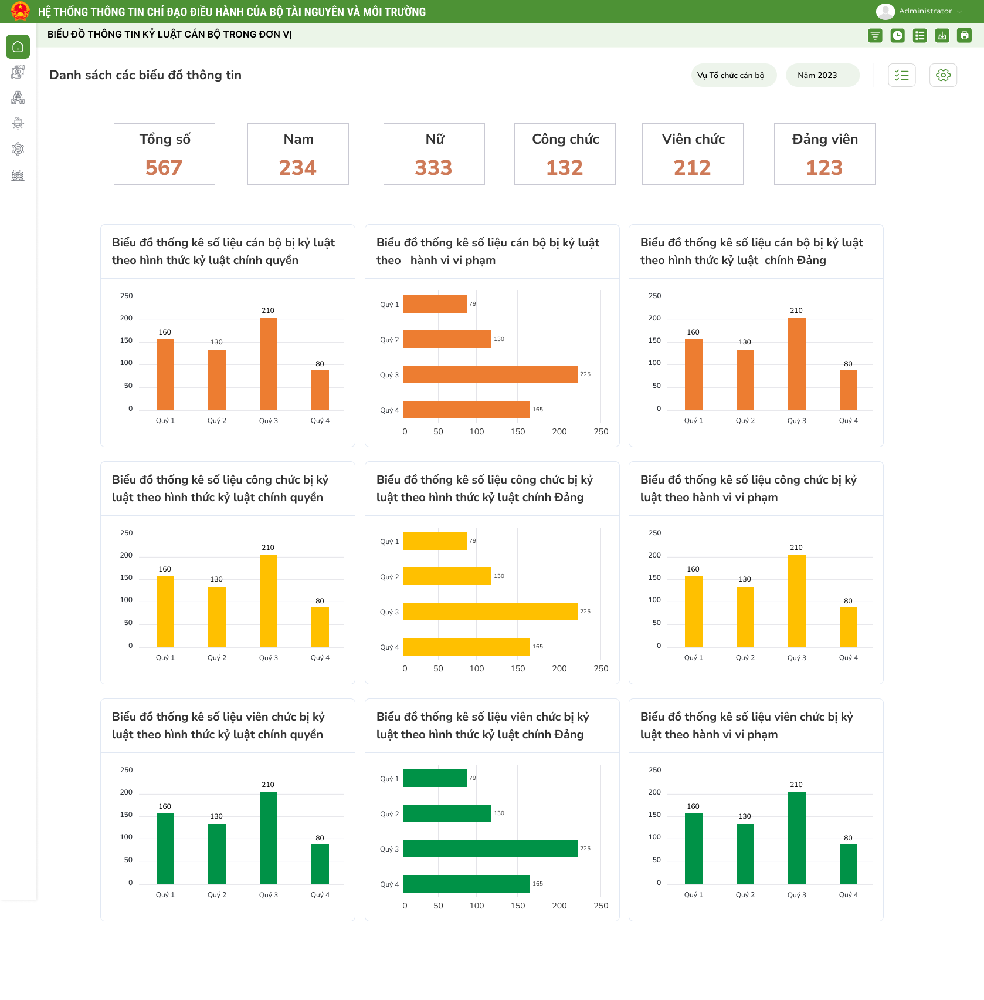 HỆ THỐNG THÔNG TIN CHỈ ĐẠO ĐIỀU HÀNH CỦA BỘ TÀI NGUYÊN VÀ MÔI TRƯỜNG
Administrator
BIỂU ĐỒ THÔNG TIN KỶ LUẬT CÁN BỘ TRONG ĐƠN VỊ
Danh sách các biểu đồ thông tin
Vụ Tổ chức cán bộ
Năm 2023
Tổng số
567
Nam
234
Nữ
333
Công chức
132
Viên chức
212
Đảng viên
123
Biểu đồ thống kê số liệu cán bộ bị kỷ luật
theo hình thức kỷ luật chính quyền
250
200
150
100
50
0
160
130
210
80
Quý 1
Quý 2
Quý 3
Quý 4
Biểu đồ thống kê số liệu cán bộ bị kỷ luật
theo hành vi vi phạm
Quý 1
79
Quý 2
130
Quý 3
225
Quý 4
165
0
50
100
150
200
250
Biểu đồ thống kê số liệu cán bộ bị kỷ luật
theo hình thức kỷ luật chính Đảng
250
200
150
100
50
0
160
130
210
80
Quý 1
Quý 2
Quý 3
Quý 4
Biểu đồ thống kê số liệu công chức bị kỷ
luật theo hình thức kỷ luật chính quyền
250
200
150
100
50
0
160
130
210
80
Quý 1
Quý 2
Quý 3
Quý 4
Biểu đồ thống kê số liệu công chức bị kỷ
luật theo hình thức kỷ luật chính Đảng
Quý 1
79
Quý 2
130
Quý 3
225
Quý 4
165
0
50
100
150
200
250
Biểu đồ thống kê số liệu công chức bị kỷ
luật theo hành vi vi phạm
250
200
150
100
50
0
160
130
210
80
Quý 1
Quý 2
Quý 3
Quý 4
Biểu đồ thống kê số liệu viên chức bị kỷ
luật theo hình thức kỷ luật chính quyền
250
200
150
100
50
0
160
130
210
80
Quý 1
Quý 2
Quý 3
Quý 4
Biểu đồ thống kê số liệu viên chức bị kỷ
luật theo hình thức kỷ luật chính Đảng
Quý 1
79
Quý 2
130
Quý 3
225
Quý 4
165
0
50
100
150
200
250
Biểu đồ thống kê số liệu viên chức bị kỷ
luật theo hành vi vi phạm
250
200
150
100
50
0
160
130
210
80
Quý 1
Quý 2
Quý 3
Quý 4